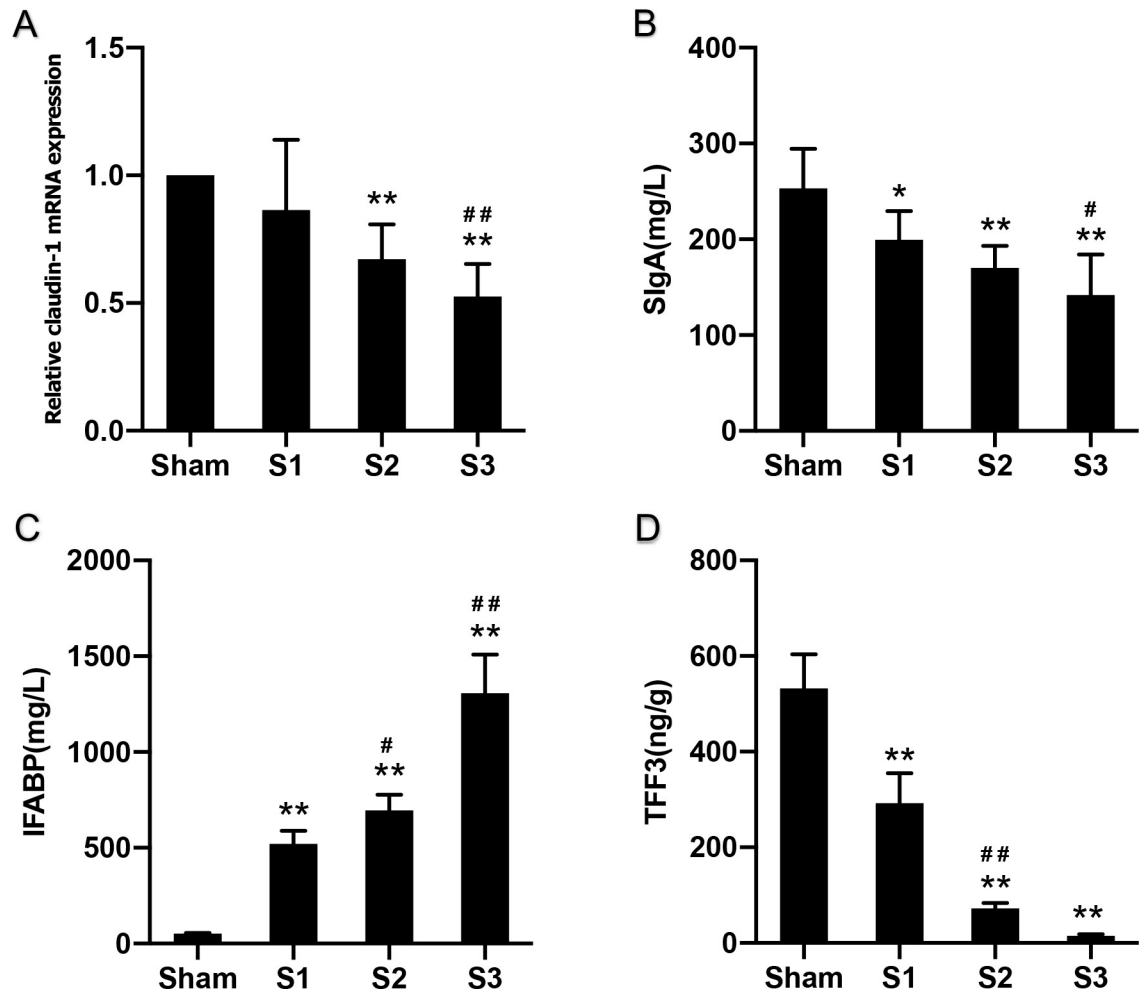 A
Relative claudin-1 mRNA expression
1.5
1.0
0.5
0.0
**
##
**
Sham S1 S2 S3
B
SIgA(mg/L)
400
300
200
100
0
*
**
#
**
Sham S1 S2 S3
C
IFABP(mg/L)
2000
1500
1000
500
0
**
#
**
##
**
Sham S1 S2 S3
D
TFF3(ng/g)
800
600
400
200
0
**
##
**
**
Sham S1 S2 S3